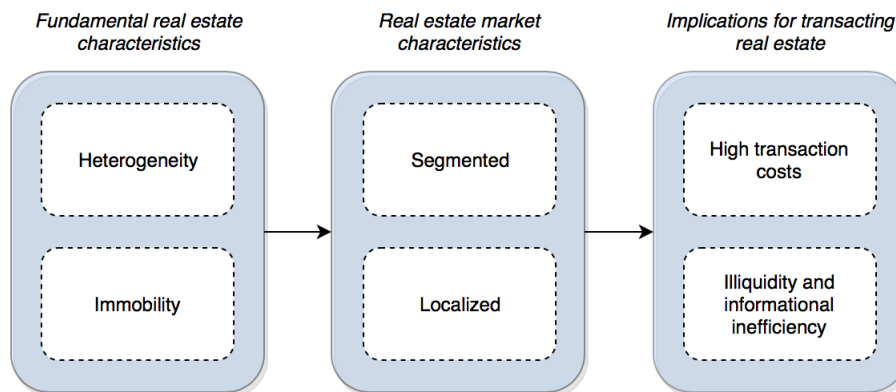 Fundamental real estate
characteristics
Real estate market
characteristics
Implications for transacting
real estate
Heterogeneity
Segmented
High transaction
costs
Immobility
Localized
Illiquidity and
informational
inefficiency